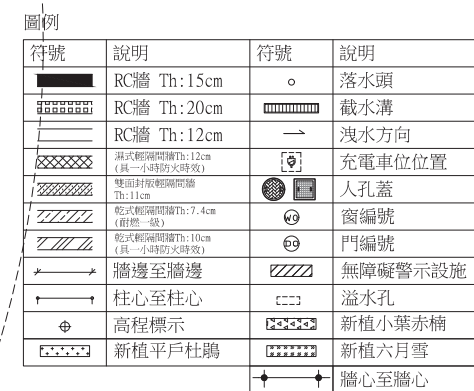 圖例
符號 說明 符號 說明
RC牆 Th:15cm 落水頭
RC牆 Th:20cm 截水溝
RC牆 Th:12cm 洩水方向
濕式輕隔間牆Th:12cm
(具一小時防火時效) 充電車位位置
雙面封版輕隔間牆
Th:11cm 人孔蓋
乾式輕隔間牆Th:7.4cm
(耐燃一級) WO 窗編號
乾式輕隔間牆Th:10cm
(具一小時防火時效) DO 門編號
牆邊至牆邊 無障礙警示設施
柱心至柱心 溢水孔
高程標示 新植小葉赤楠
新植平戶杜鵑 新植六月雪
牆心至牆心